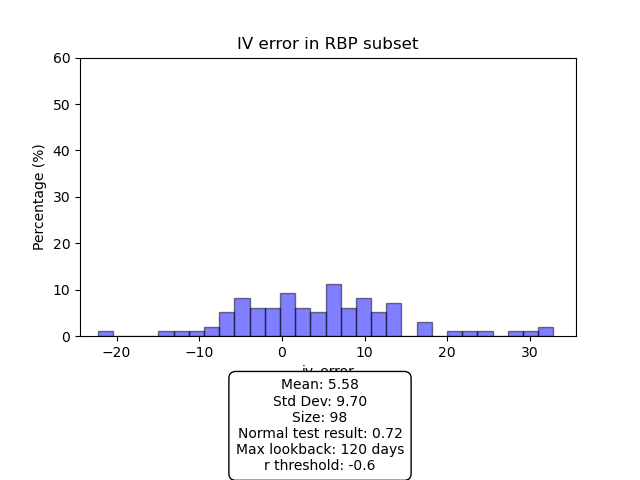 IV error in RBP subset
Percentage (%)
60
50
40
30
20
10
0
−20 −10 0 10 20 30
iv_error
Mean: 5.58
Std Dev: 9.70
Size: 98
Normal test result: 0.72
Max lookback: 120 days
r threshold: -0.6